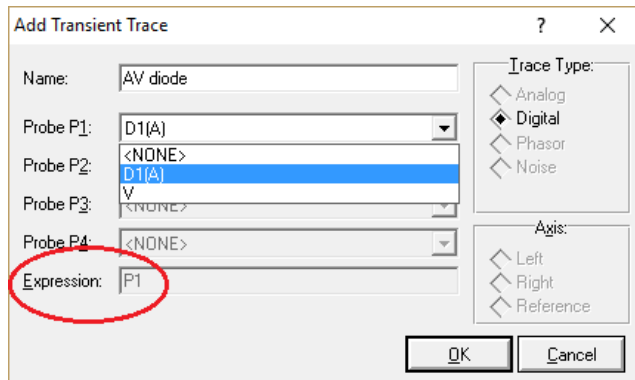 Add Transient Trace ? ×
Name: AV diode
Probe P1: D1(A)
<NONE>
D1(A)
V
Probe P2:
Probe P3: <NONE>
Probe P4: <NONE>
Expression: P1
Trace Type:
Analog
Digital
Phasor
Noise
Axis:
Left
Right
Reference
OK
Cancel